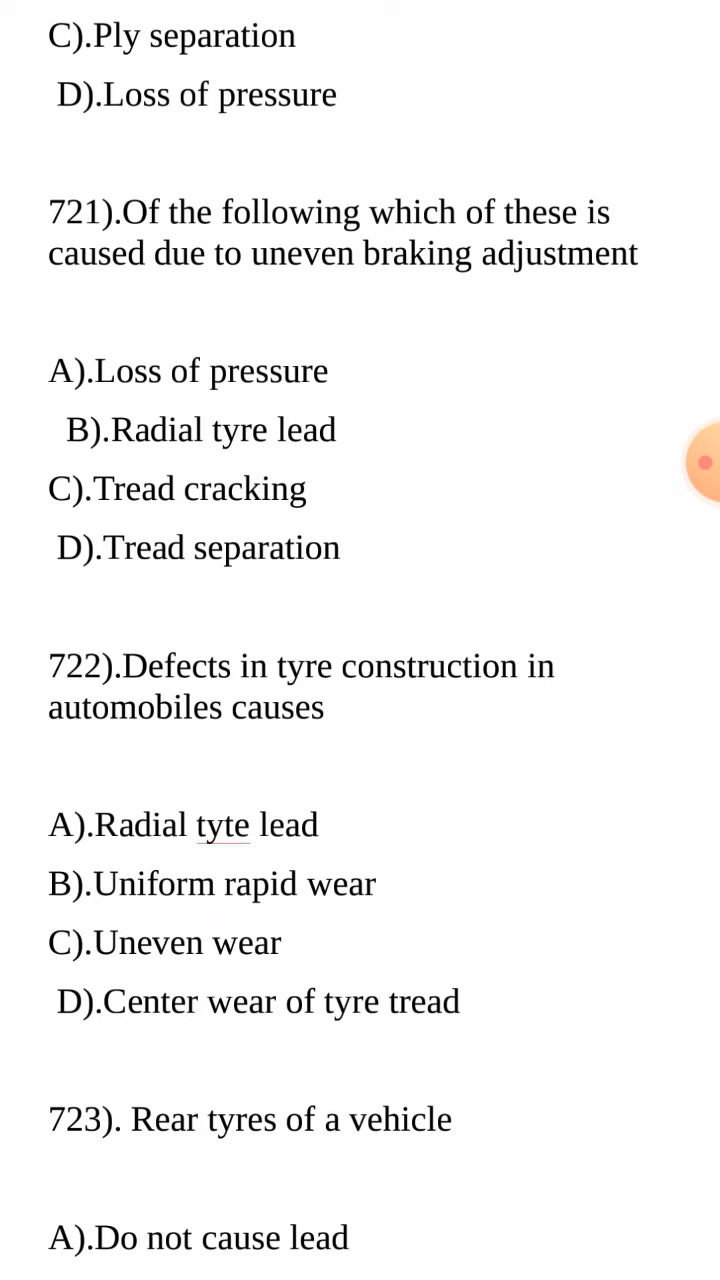 C).Ply separation
D).Loss of pressure
721).Of the following which of these is
caused due to uneven braking adjustment
A).Loss of pressure
B).Radial tyre lead
C).Tread cracking
D).Tread separation
722).Defects in tyre construction in
automobiles causes
A).Radial tyte lead
B).Uniform rapid wear
C).Uneven wear
D).Center wear of tyre tread
723). Rear tyres of a vehicle
A).Do not cause lead